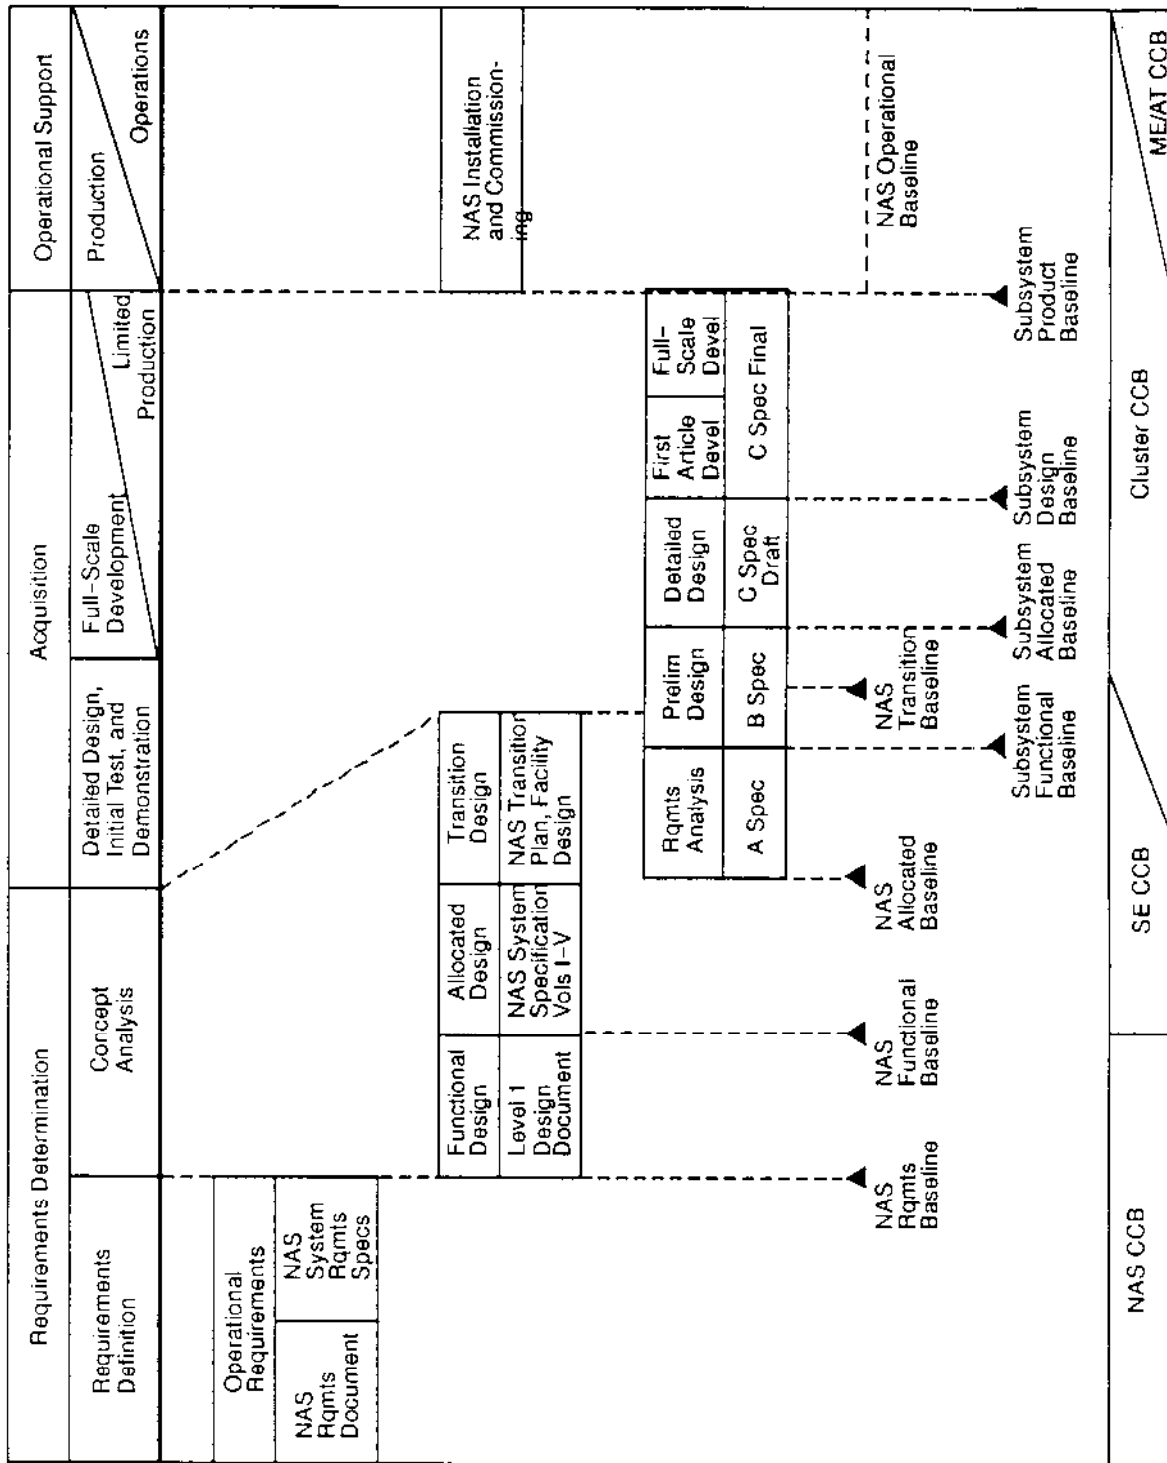 Requirements Determination
Acquisition
Operational Support
Requirements
Definition
Concept
Analysis
Detailed Design,
Initial Test, and
Demonstration
Full-Scale
Development
Limited
Production
Production
Operations
Operational
Requirements
NAS
Rqmts
Document
NAS
System
Rqmts
Specs
Functional
Design
Allocated
Design
Transition
Design
Level 1
Design
Document
NAS System
Specification
Vols I-V
NAS Transition
Plan, Facility
Design
NAS Installation
and Commission-
ing
Rqmts
Analysis
Prelim
Design
Detailed
Design
First
Article
Devel
Full-
Scale
Devel
A Spec
B Spec
C Spec
Draft
C Spec Final
NAS
Rqmts
Baseline
NAS
Functional
Baseline
NAS
Allocated
Baseline
NAS
Transition
Baseline
NAS Operational
Baseline
Subsystem
Functional
Baseline
Subsystem
Allocated
Baseline
Subsystem
Design
Baseline
Subsystem
Product
Baseline
NAS CCB
SE CCB
Cluster CCB
ME/AT CCB